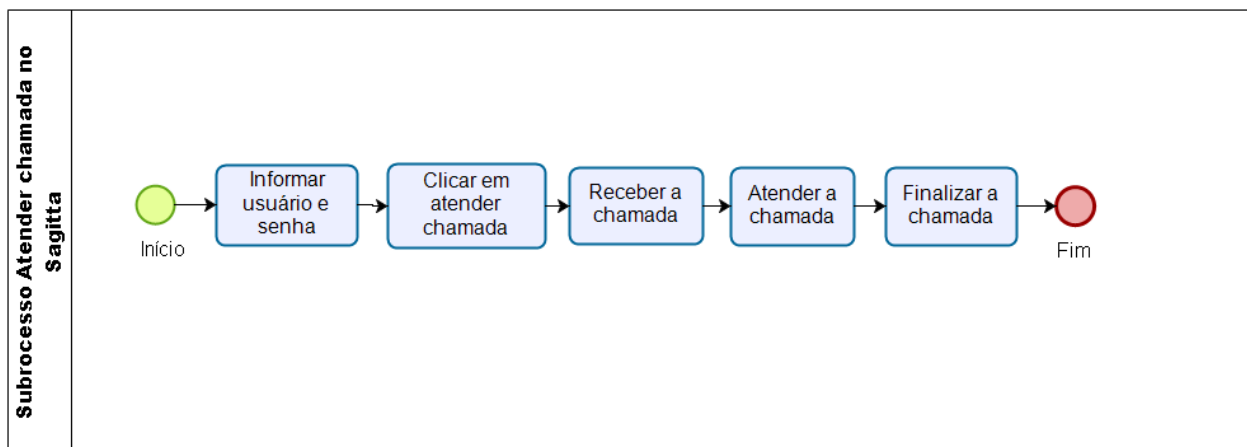 Subrocesso Atender chamada no
Sagitta
Início
Informar
usuário e
senha
Clicar em
atender
chamada
Receber a
chamada
Atender a
chamada
Finalizar a
chamada
Fim